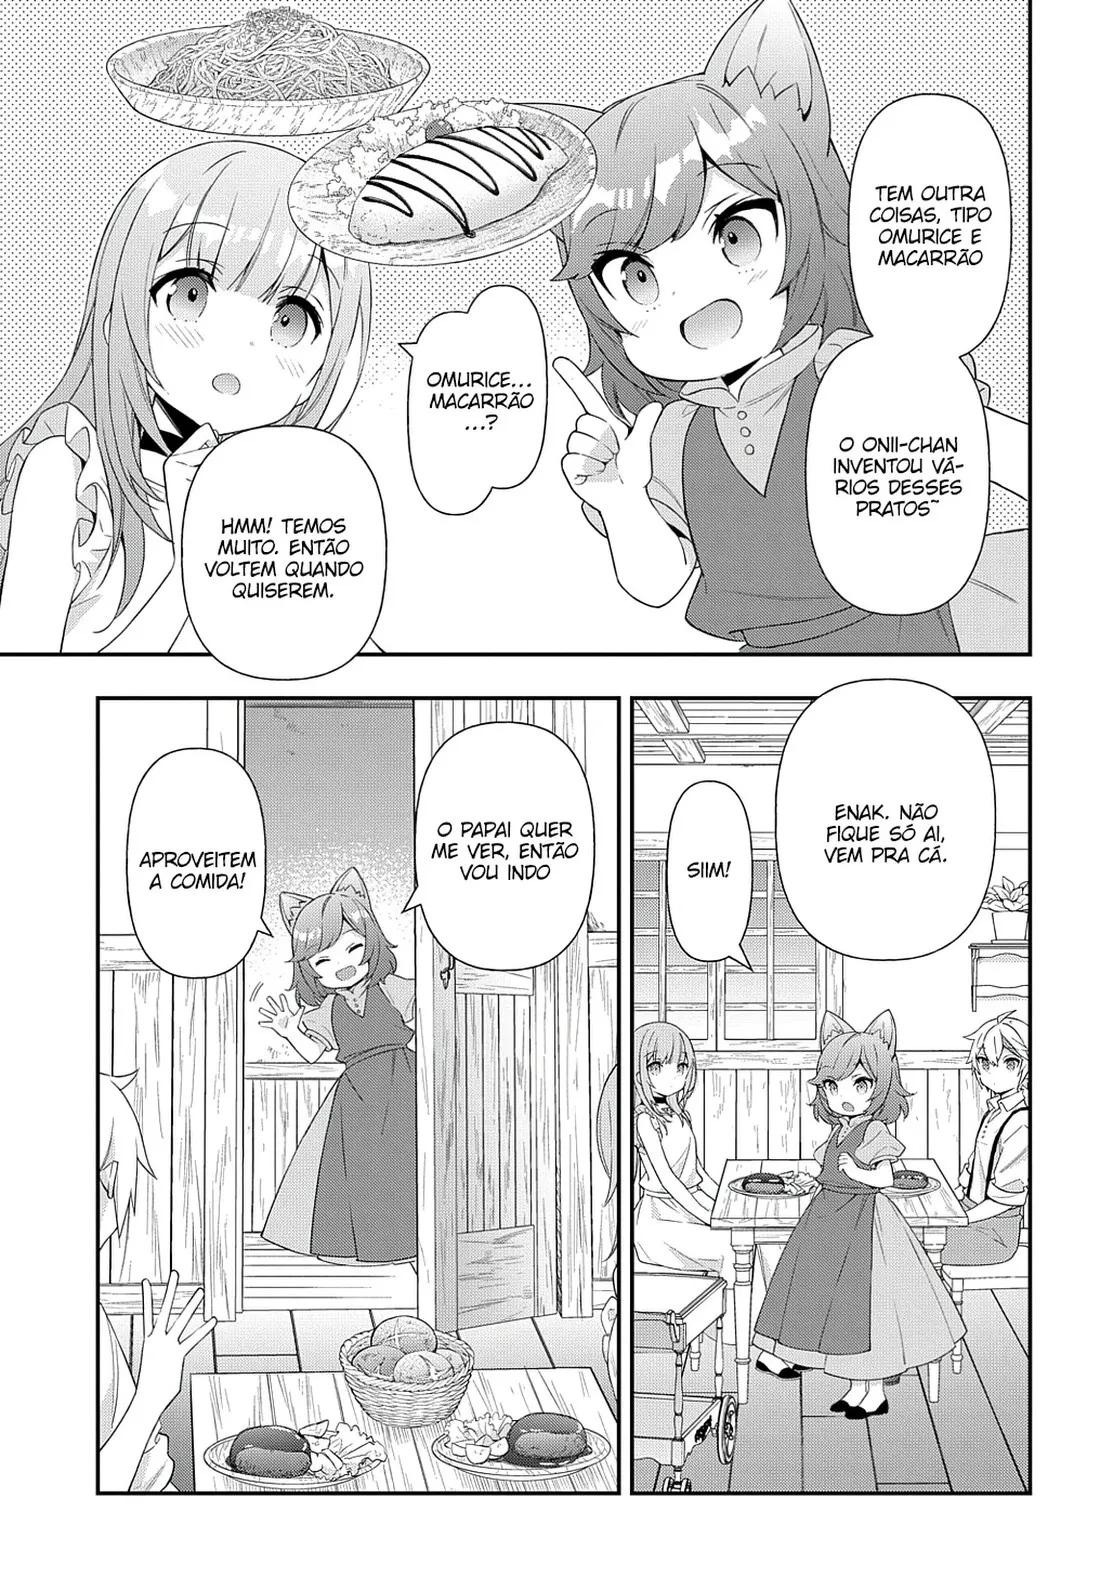 TEM OUTRA
COISAS, TIPO
OMURICE E
MACARRÃO
O ONII-CHAN
INVENTOU VÁ-
RIOS DESSES
PRATOS~
OMURICE...
MACARRÃO
...?
HMM! TEMOS
MUITO. ENTÃO
VOLTEM QUANDO
QUISEREM.
ENAK. NÃO
FIQUE SÓ AI,
VEM PRA CÁ.
SIIM!
O PAPAI QUER
ME VER, ENTÃO
VOU INDO
APROVEITEM
A COMIDA!